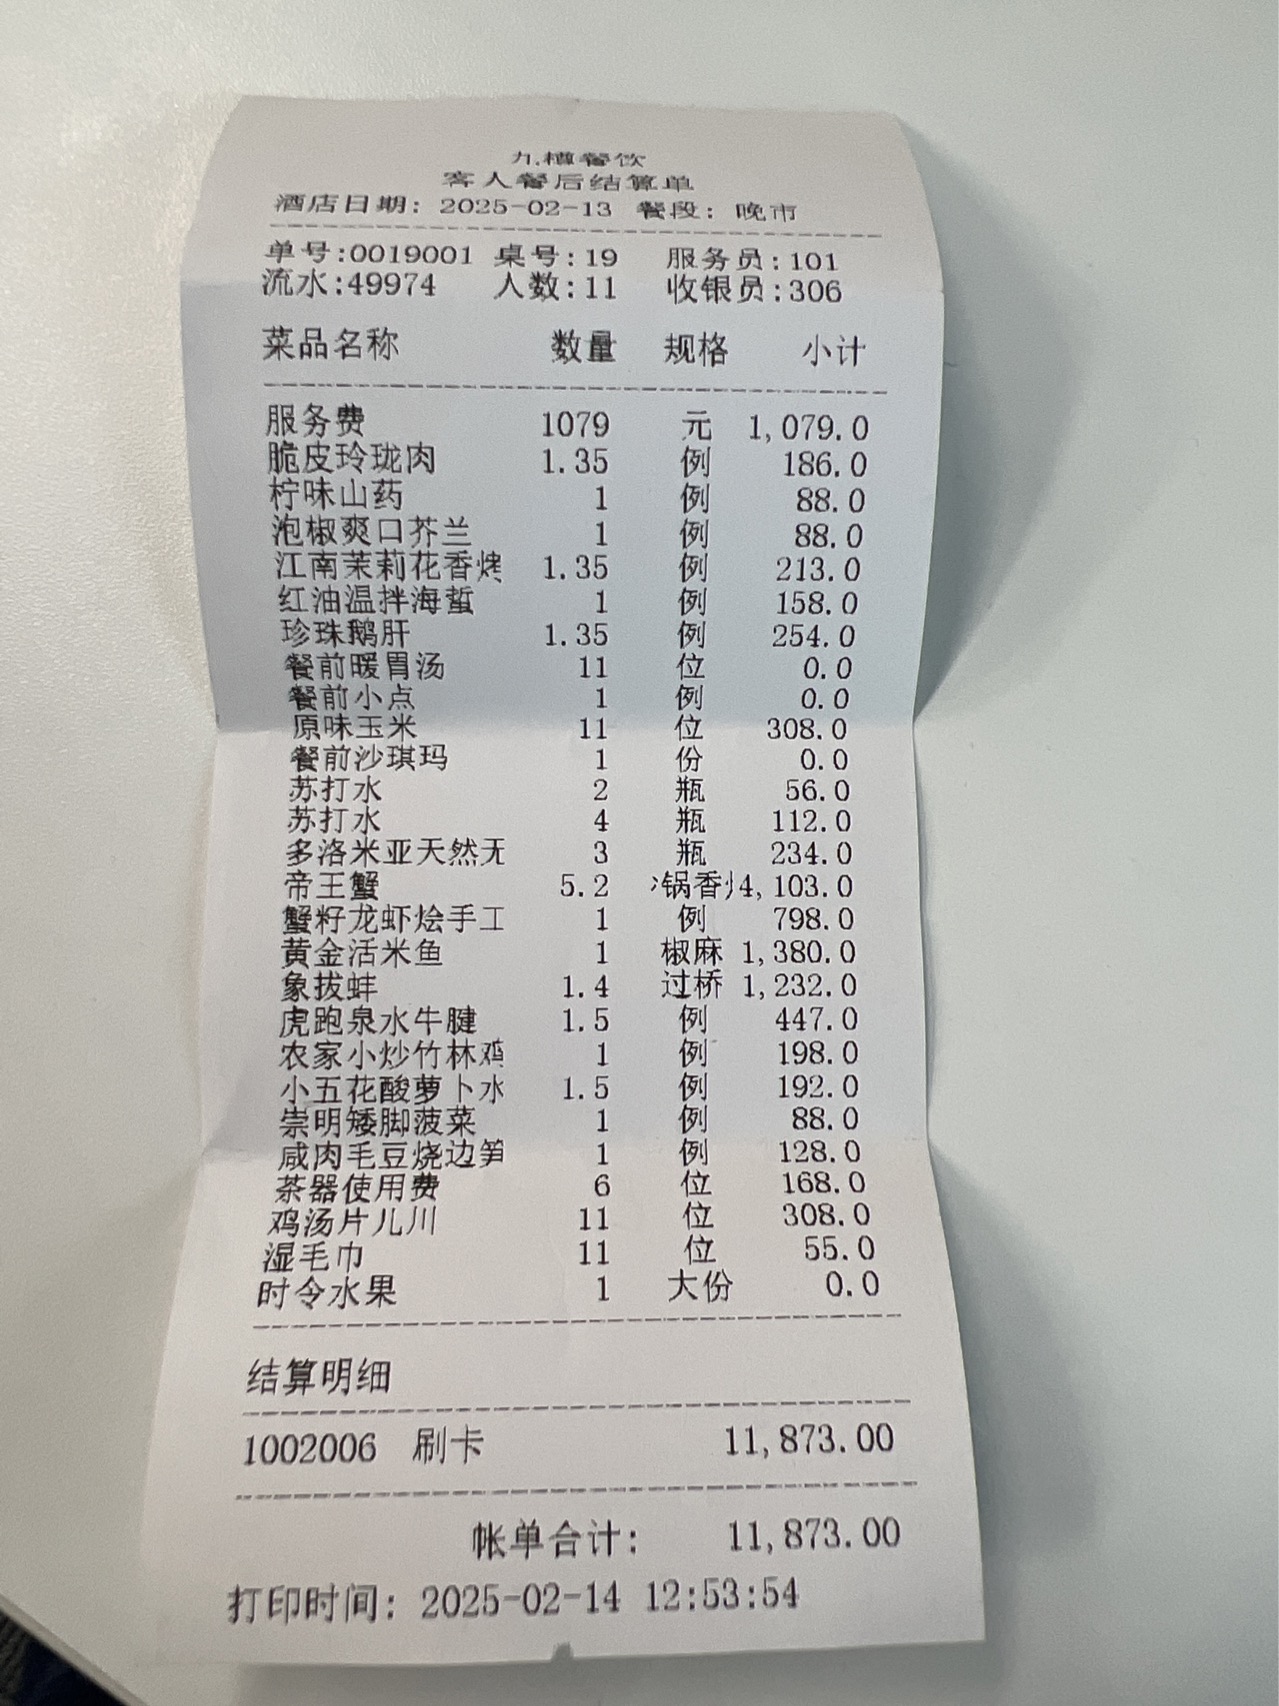 九樽餐饮
客人餐后结算单
酒店日期: 2025-02-13 餐段: 晚市
单号:0019001 桌号:19 服务员:101
流水:49974 人数:11 收银员:306
菜品名称 数量 规格 小计
服务费 1079 元 1,079.0
脆皮玲珑肉 1.35 例 186.0
柠味山药 1 例 88.0
泡椒爽口芥兰 1 例 88.0
江南茉莉花香烤 1.35 例 213.0
红油温拌海蜇 1 例 158.0
珍珠鹅肝 1.35 例 254.0
餐前暖胃汤 11 位 0.0
餐前小点 1 例 0.0
原味玉米 11 位 308.0
餐前沙琪玛 1 份 0.0
苏打水 2 瓶 56.0
苏打水 4 瓶 112.0
多洛米亚天然无 3 瓶 234.0
帝王蟹 5.2 锅香 4,103.0
蟹籽龙虾烩手工 1 例 798.0
黄金活米鱼 1 椒麻 1,380.0
象拔蚌 1.4 过桥 1,232.0
虎跑泉水牛腱 1.5 例 447.0
农家小炒竹林鸡 1 例 198.0
小五花酸萝卜水 1.5 例 192.0
崇明矮脚菠菜 1 例 88.0
咸肉毛豆烧边笋 1 例 128.0
茶器使用费 6 位 168.0
鸡汤片儿川 11 位 308.0
湿毛巾 11 位 55.0
时令水果 1 大份 0.0
结算明细
1002006 刷卡 11,873.00
帐单合计: 11,873.00
打印时间: 2025-02-14 12:53:54